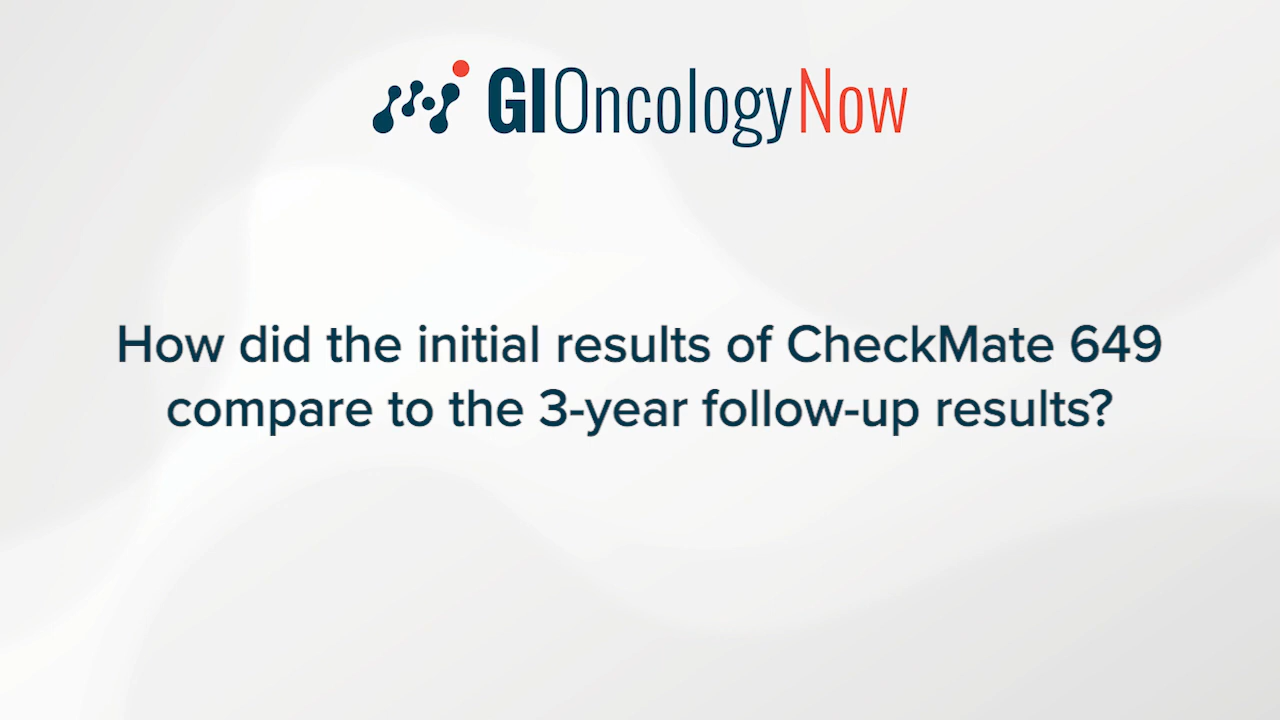 GIOncologyNow
How did the initial results of CheckMate 649
compare to the 3-year follow-up results?